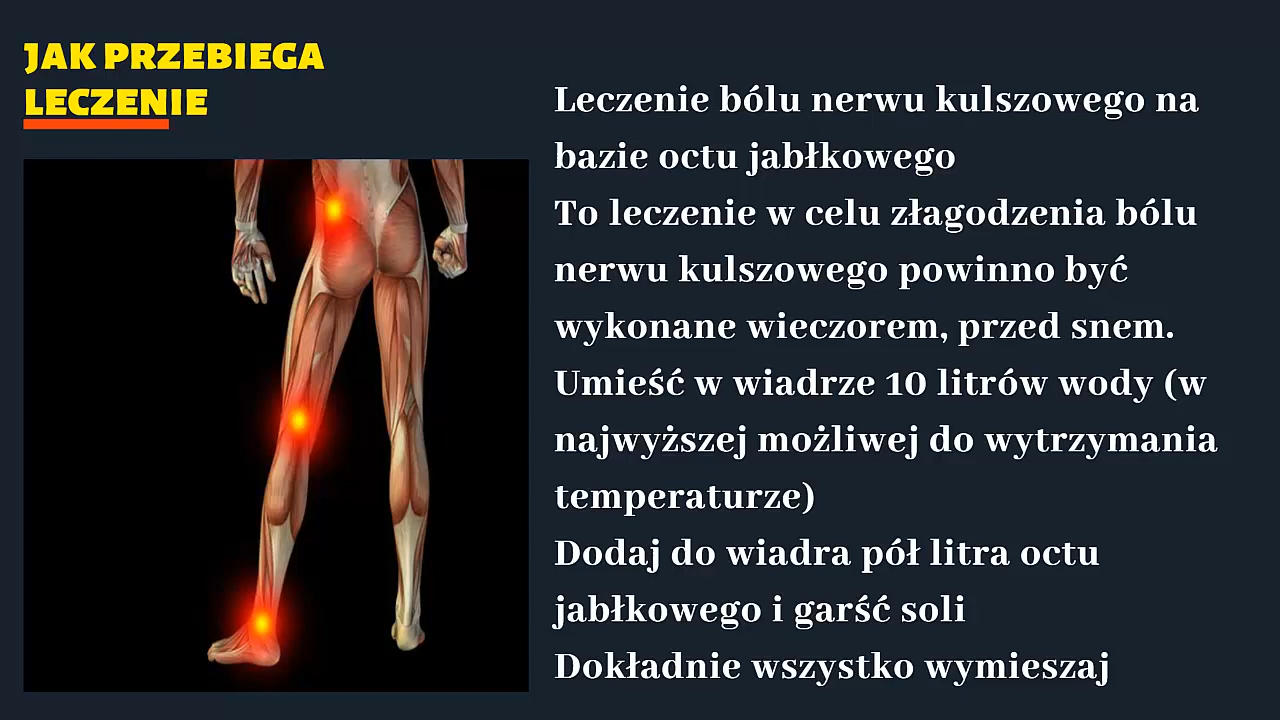 JAK PRZEBIEGA
LECZENIE
Leczenie bólu nerwu kulszowego na
bazie octu jabłkowego
To leczenie w celu złagodzenia bólu
nerwu kulszowego powinno być
wykonane wieczorem, przed snem.
Umieść w wiadrze 10 litrów wody (w
najwyższej możliwej do wytrzymania
temperaturze)
Dodaj do wiadra pół litra octu
jabłkowego i garść soli
Dokładnie wszystko wymieszaj